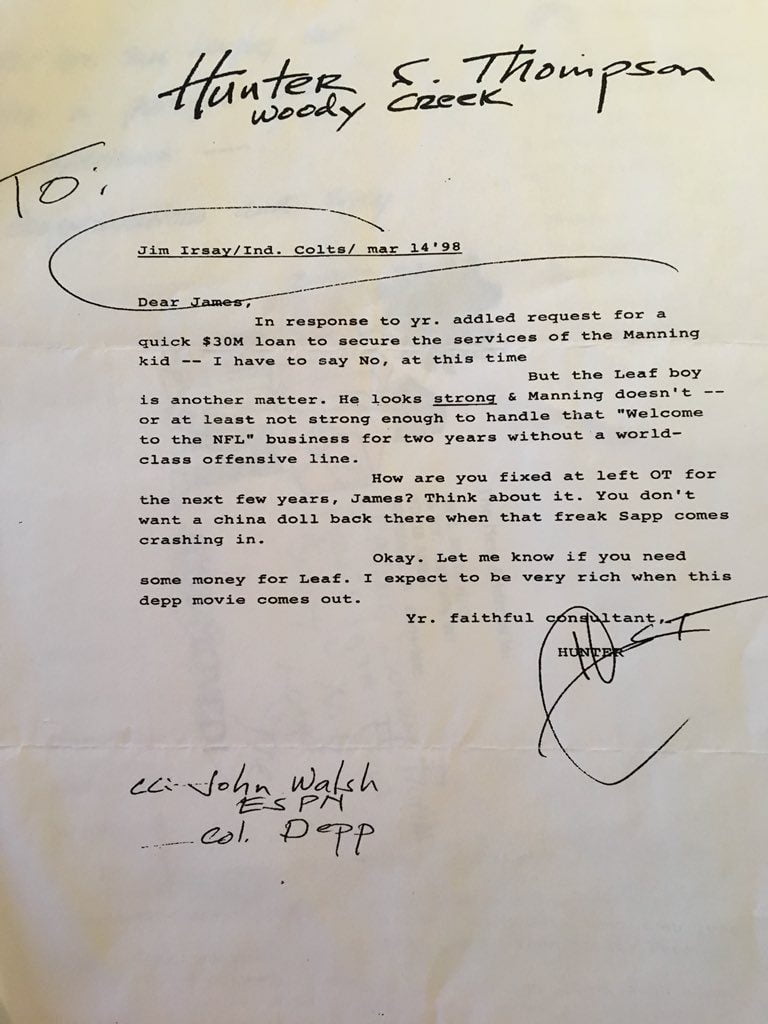 Hunter S. Thompson
Woody Creek
To:
Jim Irsay/Ind. Colts/ mar 14'98
Dear James,
In response to yr. addled request for a
quick $30M loan to secure the services of the Manning
kid -- I have to say No, at this time
But the Leaf boy
is another matter. He looks strong & Manning doesn't --
or at least not strong enough to handle that "Welcome
to the NFL" business for two years without a world-
class offensive line.
How are you fixed at left OT for
the next few years, James? Think about it. You don't
want a china doll back there when that freak Sapp comes
crashing in.
Okay. Let me know if you need
some money for Leaf. I expect to be very rich when this
depp movie comes out.
Yr. faithful consultant,
HUNTER
HST
cc: John Walsh
ESPN
Col. Depp